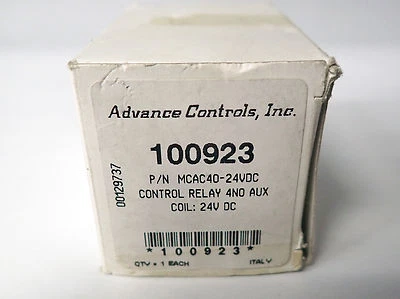 Advance Controls, Inc.
100923
P/N MCAC40-24VDC
CONTROL RELAY 4NO AUX
COIL: 24V DC
*100923*
QTY = 1 EACH ITALY
00129737